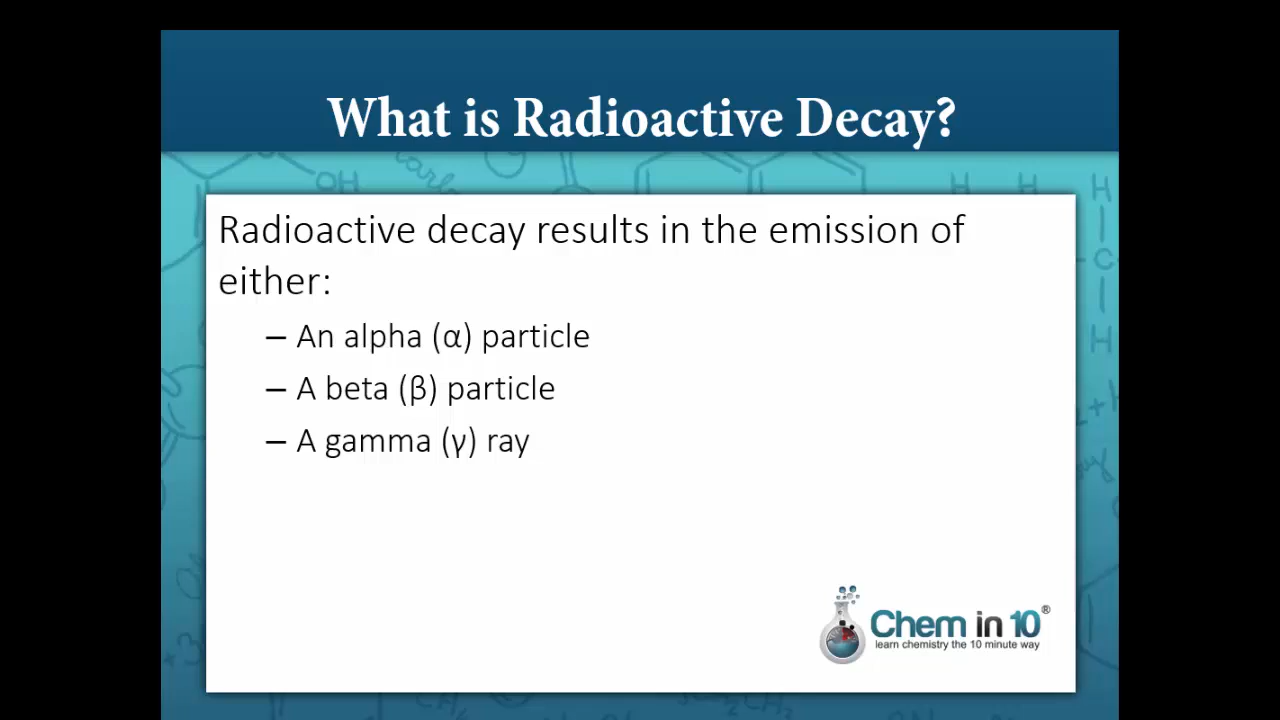 What is Radioactive Decay?
Radioactive decay results in the emission of
either:
– An alpha (α) particle
– A beta (β) particle
– A gamma (γ) ray
Chem in 10®
learn chemistry the 10 minute way
OH
H
H
H
C
H